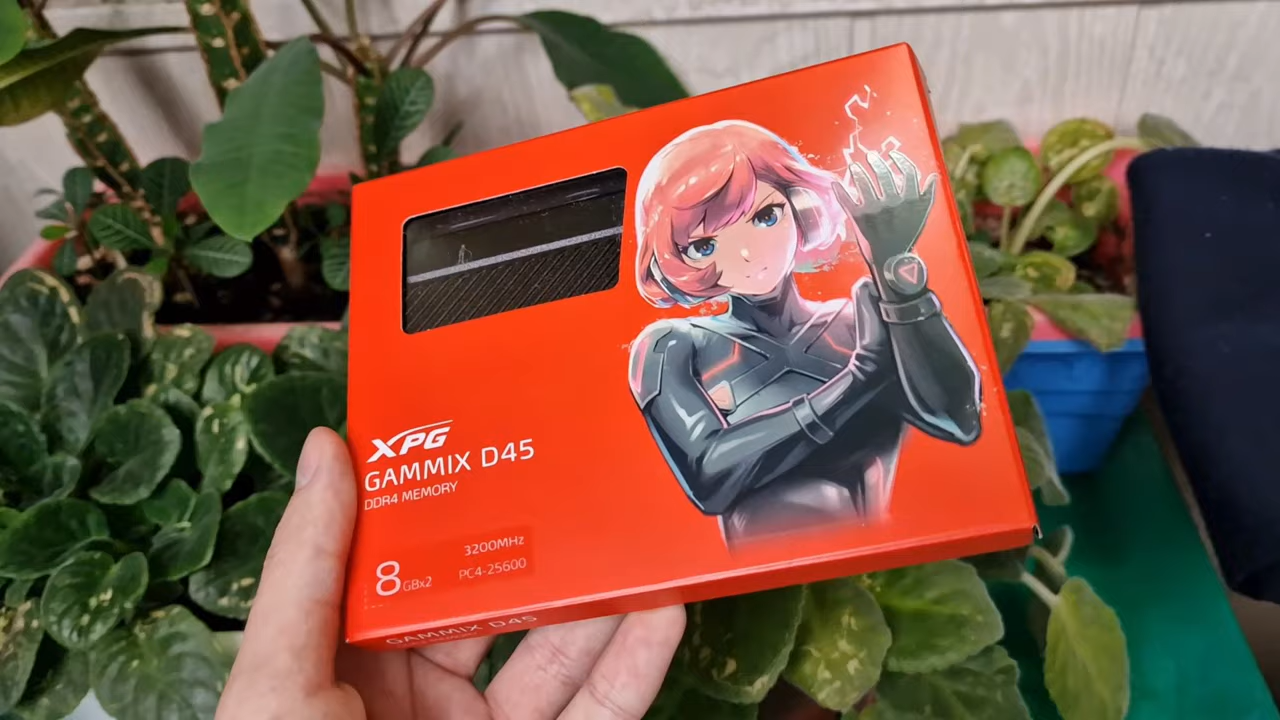 XPG
GAMMIX D45
DDR4 MEMORY
3200MHz
8GBx2 PC4-25600
GAMMIX D45